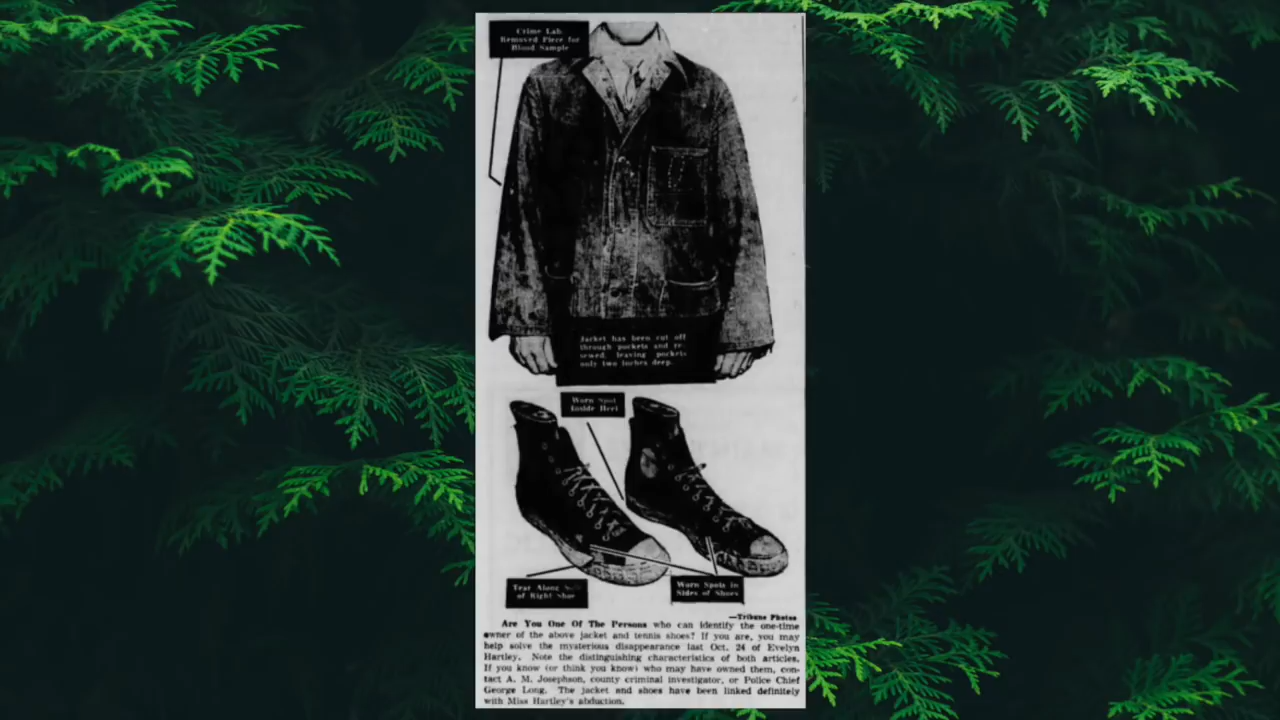 Crime Lab
Removed Piece for
Blood Sample
Jacket has been cut off
through pockets and re-
sewed, leaving pockets
only two inches deep.
Worn Spot
Inside Heel
Tear Along
of Right Shoe
Worn Spots in
Sides of Shoes
—Tribune Photos
Are You One Of The Persons who can identify the one-time
owner of the above jacket and tennis shoes? If you are, you may
help solve the mysterious disappearance last Oct. 24 of Evelyn
Hartley. Note the distinguishing characteristics of both articles.
If you know (or think you know) who may have owned them, con-
tact A. M. Josephson, county criminal investigator, or Police Chief
George Long. The jacket and shoes have been linked definitely
with Miss Hartley's abduction.